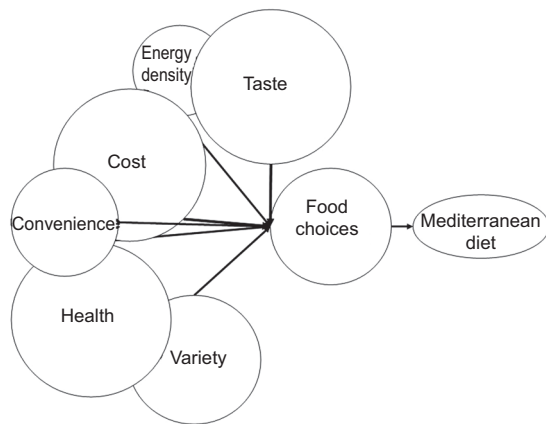 Energy
density
Taste
Cost
Convenience
Food
choices
Mediterranean
diet
Health
Variety